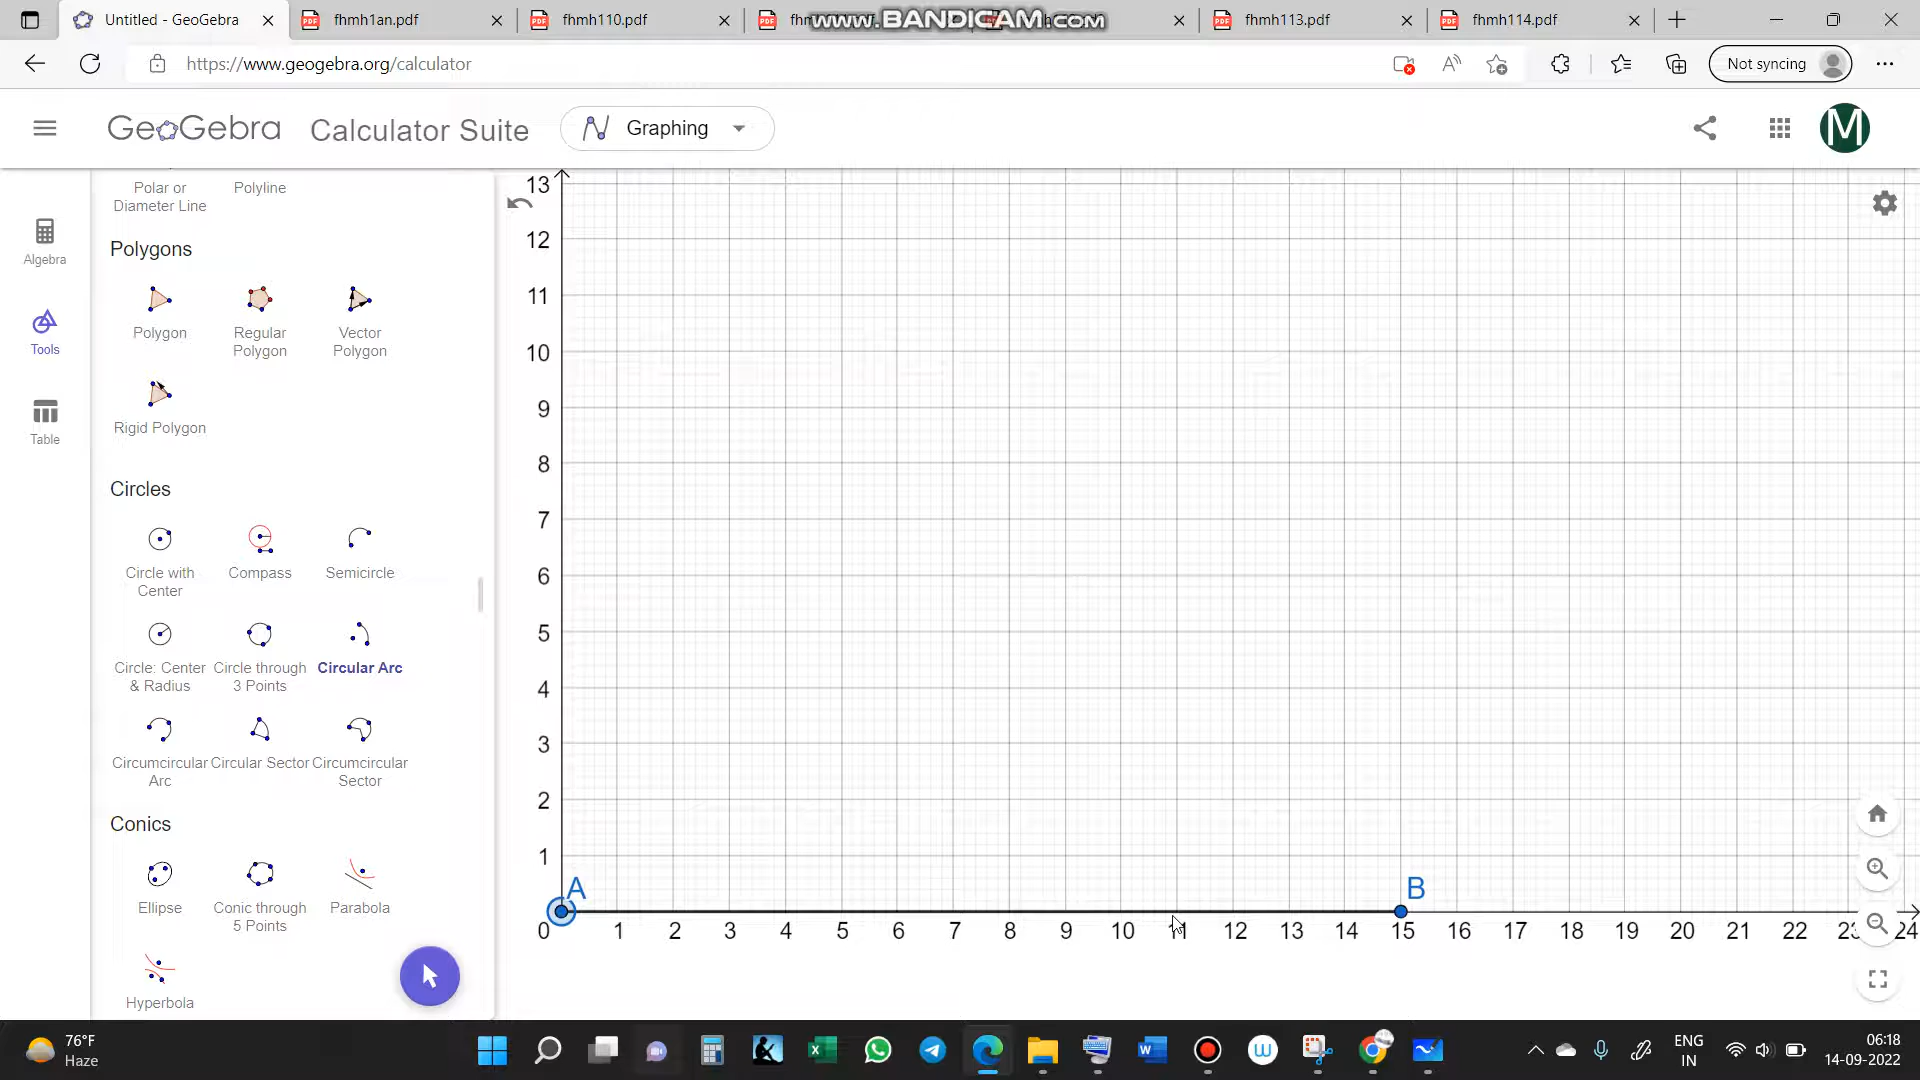 Untitled - GeoGebra
fhmh1an.pdf
fhmh110.pdf
www.BANDICAM.com
fhmh113.pdf
fhmh114.pdf
https://www.geogebra.org/calculator
Not syncing
GeoGebra
Calculator Suite
Graphing
M
Algebra
Tools
Table
Polar or
Diameter Line
Polyline
Polygons
Polygon
Regular
Polygon
Vector
Polygon
Rigid Polygon
Circles
Circle with
Center
Compass
Semicircle
Circle: Center
& Radius
Circle through
3 Points
Circular Arc
Circumcircular
Arc
Circular Sector
Circumcircular
Sector
Conics
Ellipse
Conic through
5 Points
Parabola
Hyperbola
13
12
11
10
9
8
7
6
5
4
3
2
1
A
B
0 1 2 3 4 5 6 7 8 9 10 11 12 13 14 15 16 17 18 19 20 21 22 23 24
76°F
Haze
ENG
IN
06:18
14-09-2022